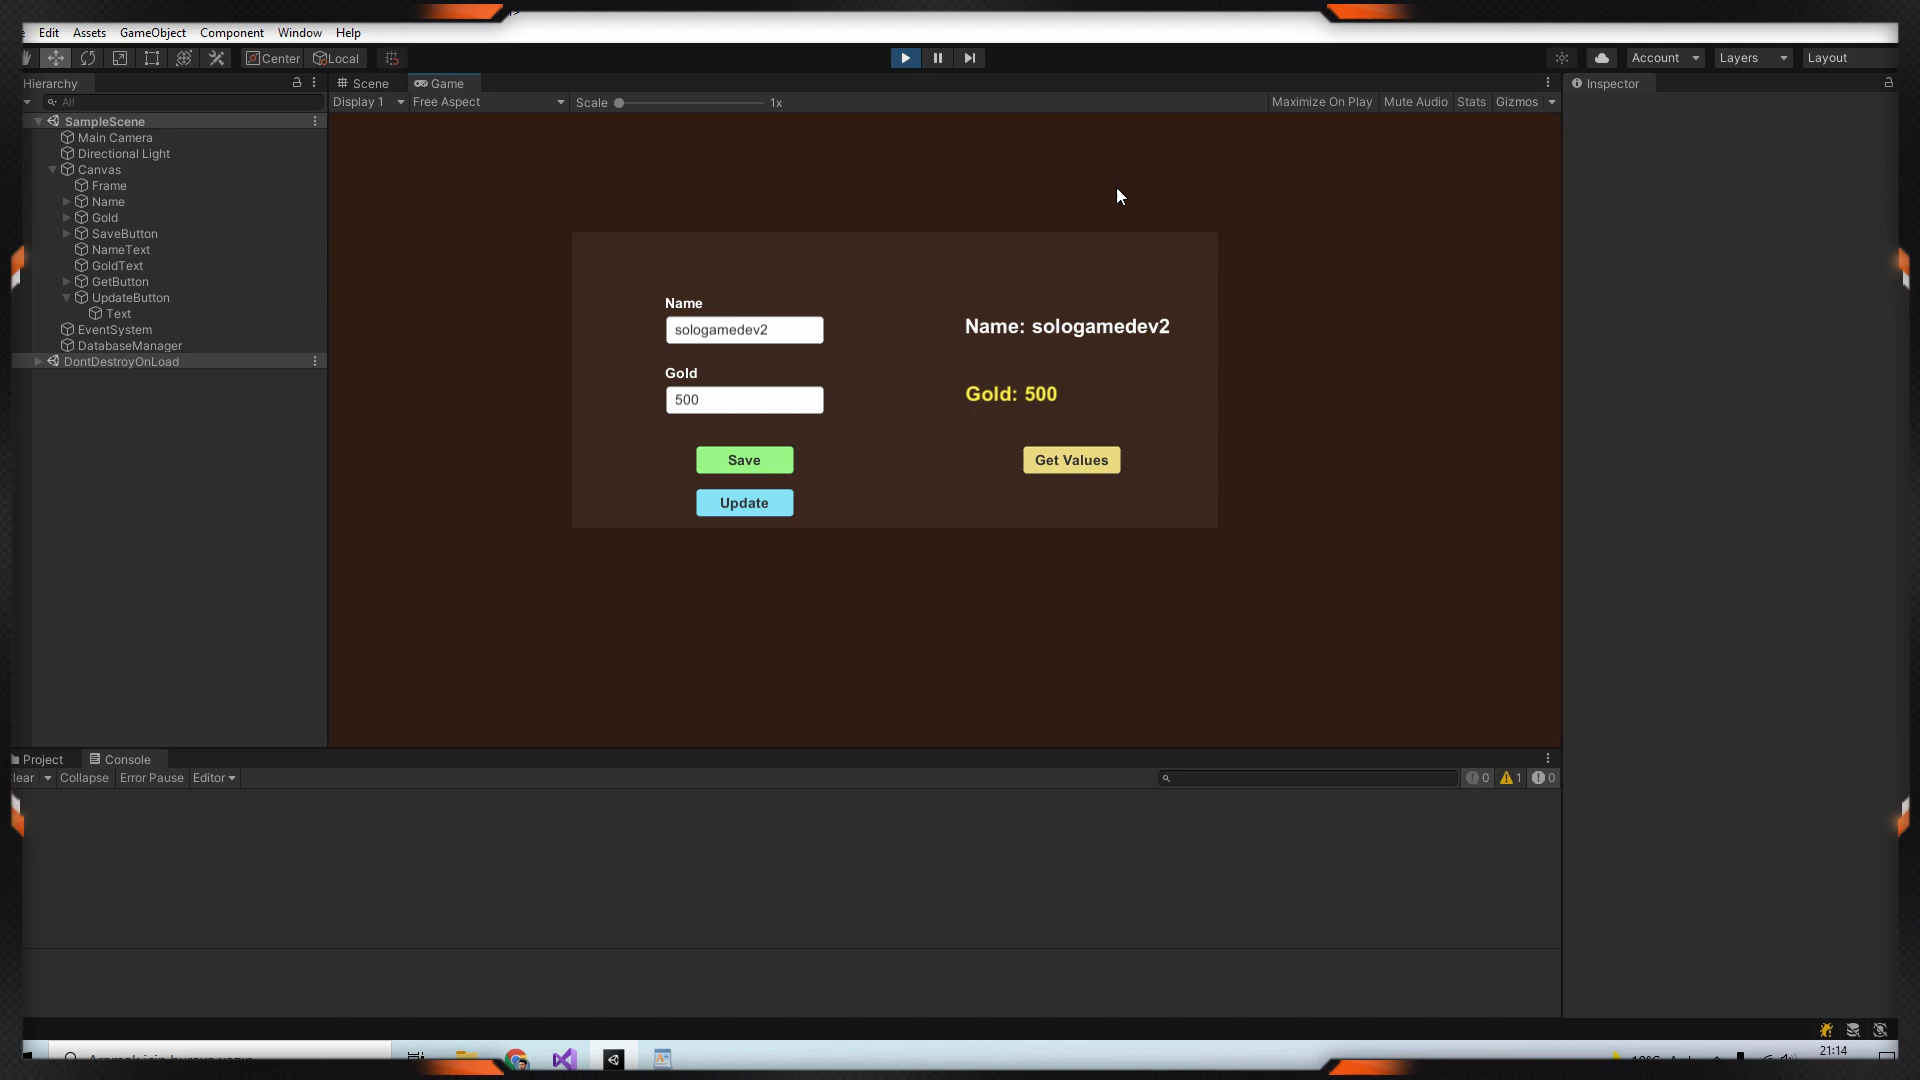 Edit Assets GameObject Component Window Help
Center Local
Account Layers Layout
Hierarchy
Scene Game
Inspector
All
Display 1 Free Aspect Scale 1x
Maximize On Play Mute Audio Stats Gizmos
SampleScene
Main Camera
Directional Light
Canvas
Frame
Name
Gold
SaveButton
NameText
GoldText
GetButton
UpdateButton
Text
EventSystem
DatabaseManager
DontDestroyOnLoad
Name
sologamedev2
Gold
500
Save
Update
Name: sologamedev2
Gold: 500
Get Values
Project Console
lear Collapse Error Pause Editor
0 1 0
21:14